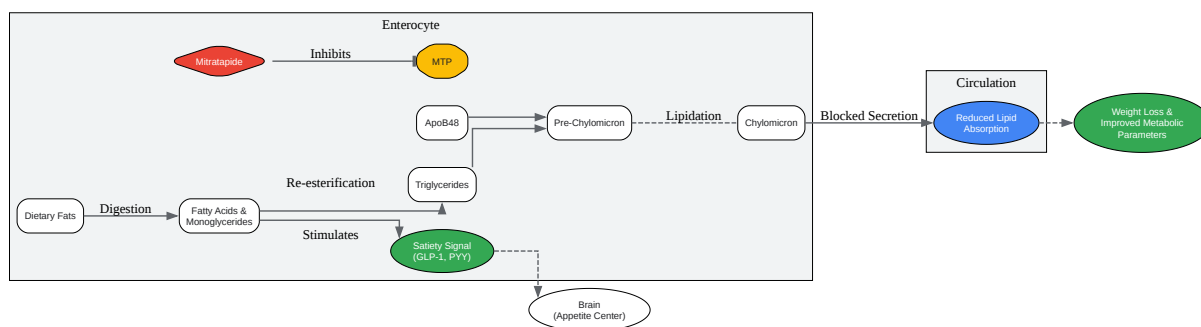 Enterocyte
Mitratapide
Inhibits
MTP
ApoB48
Pre-Chylomicron
Lipidation
Chylomicron
Blocked Secretion
Circulation
Reduced Lipid
Absorption
Weight Loss &
Improved Metabolic
Parameters
Re-esterification
Triglycerides
Dietary Fats
Digestion
Fatty Acids &
Monoglycerides
Stimulates
Satiety Signal
(GLP-1, PYY)
Brain
(Appetite Center)